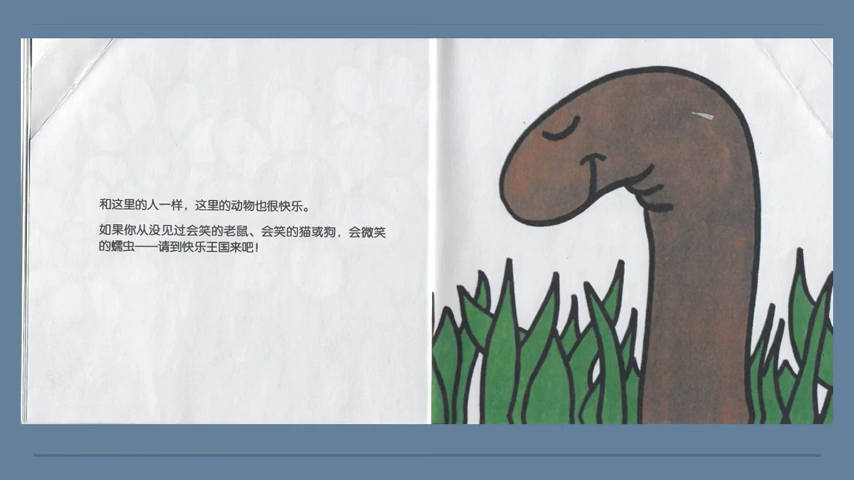 和这里的人一样，这里的动物也很快乐。
如果你从没见过会笑的老鼠、会笑的猫或狗，会微笑
的蠕虫——请到快乐王国来吧！